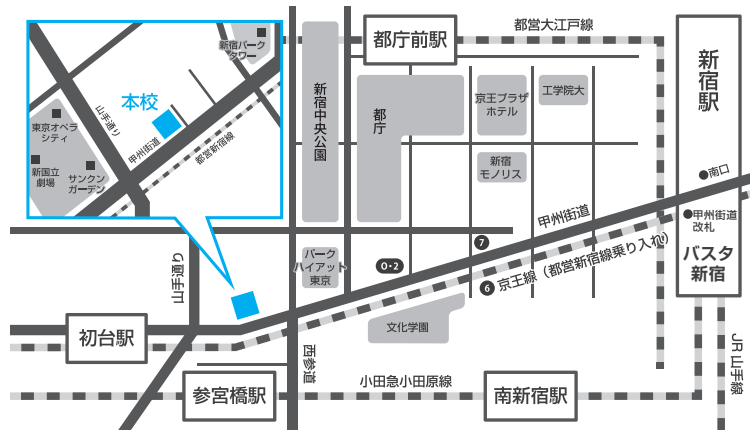 新宿パーク
タワー
本校
山手通り
東京オペラ
シティ
甲州街道
都営新宿線
新国立
劇場
サンクン
ガーデン
都庁前駅
都営大江戸線
新宿駅
新宿中央公園
都庁
京王プラザ
ホテル
工学院大
新宿
モノリス
南口
甲州街道
甲州街道
改札
バスタ
新宿
7
0・2
6
京王線（都営新宿線乗り入れ）
パーク
ハイアット
東京
山手通り
文化学園
初台駅
西参道
JR山手線
参宮橋駅
小田急小田原線
南新宿駅